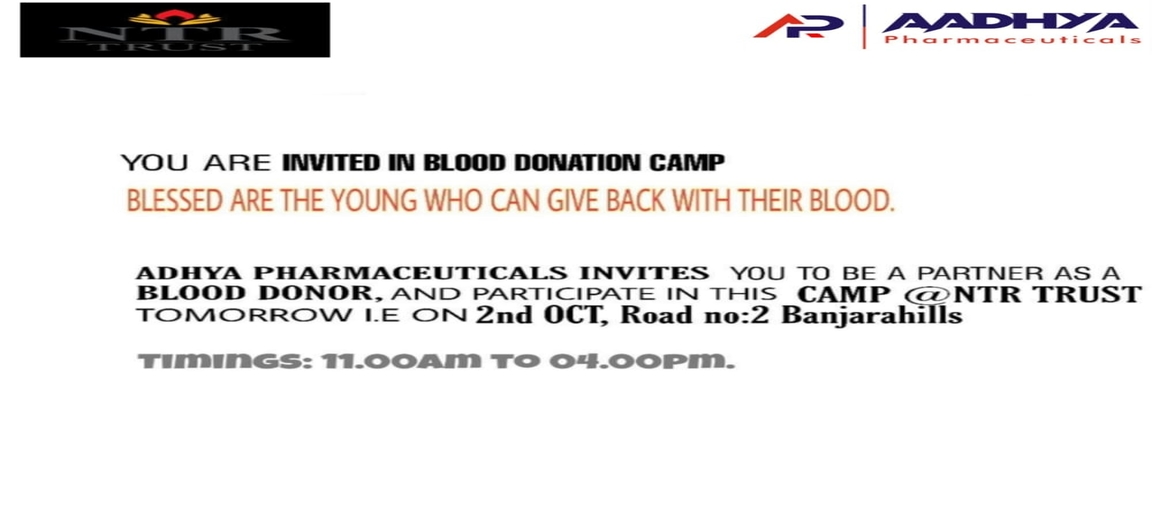 NTR
TRUST
AP
AADHYA
Pharmaceuticals
YOU ARE INVITED IN BLOOD DONATION CAMP
BLESSED ARE THE YOUNG WHO CAN GIVE BACK WITH THEIR BLOOD.
ADHYA PHARMACEUTICALS INVITES YOU TO BE A PARTNER AS A
BLOOD DONOR, AND PARTICIPATE IN THIS CAMP @NTR TRUST
TOMORROW I.E ON 2nd OCT, Road no:2 Banjarahills
TIMINGS: 11.00AM TO 04.00PM.